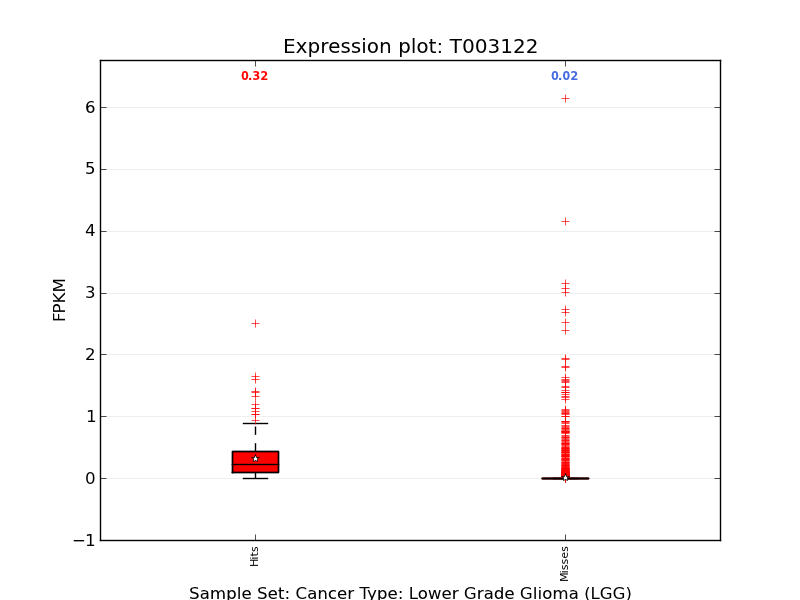 Expression plot: T003122
0.32
0.02
6
5
4
3
2
1
0
−1
FPKM
Hits
Misses
Sample Set: Cancer Type: Lower Grade Glioma (LGG)